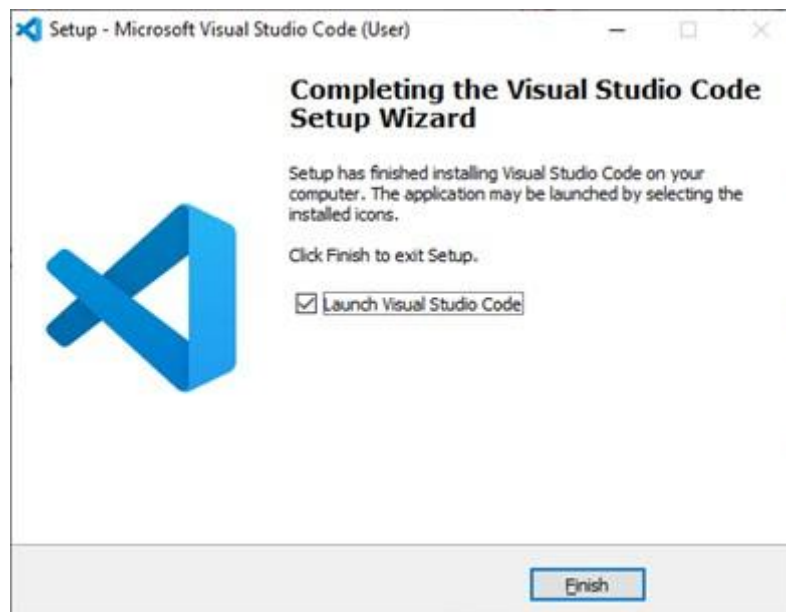 Setup - Microsoft Visual Studio Code (User)
Completing the Visual Studio Code
Setup Wizard
Setup has finished installing Visual Studio Code on your
computer. The application may be launched by selecting the
installed icons.
Click Finish to exit Setup.
Launch Visual Studio Code
Finish